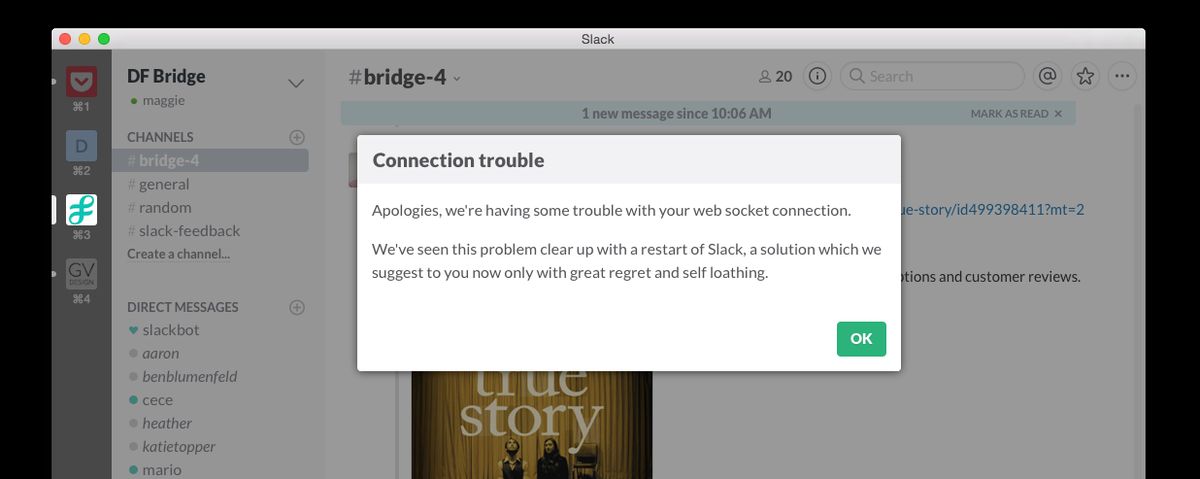 Slack
⌘1
D
⌘2
⌘3
GV
DESIGN
⌘4
DF Bridge
maggie
CHANNELS
# bridge-4
# general
# random
# slack-feedback
Create a channel...
DIRECT MESSAGES
slackbot
aaron
benblumenfeld
cece
heather
katietopper
mario
#bridge-4
20
Search
@
1 new message since 10:06 AM
MARK AS READ ×
Connection trouble
Apologies, we're having some trouble with your web socket connection.
We've seen this problem clear up with a restart of Slack, a solution which we
suggest to you now only with great regret and self loathing.
OK
ue-story/id499398411?mt=2
and customer reviews.
true
story